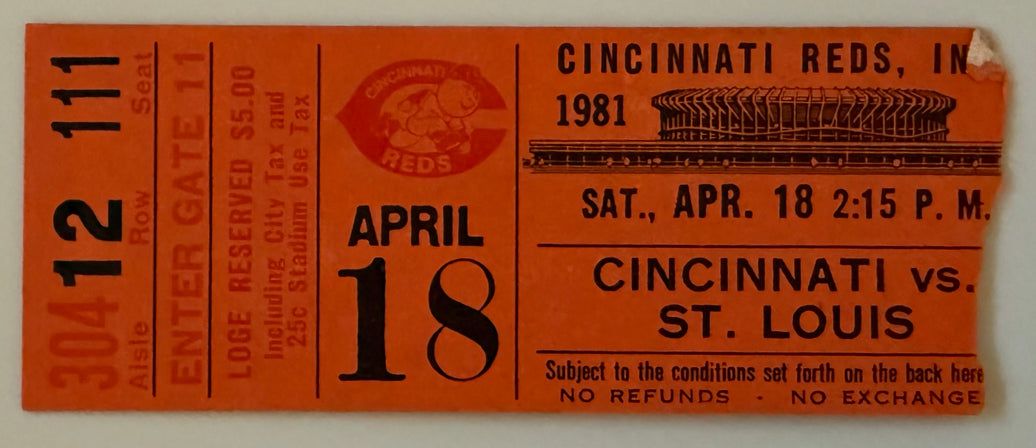 304 12 111
Aisle Row Seat
ENTER GATE 11
LOGE RESERVED $5.00
Including City Tax and
25c Stadium Use Tax
CINCINNATI
REDS
APRIL
18
CINCINNATI REDS, IN
1981
SAT., APR. 18 2:15 P. M.
CINCINNATI vs.
ST. LOUIS
Subject to the conditions set forth on the back here
NO REFUNDS - NO EXCHANGE